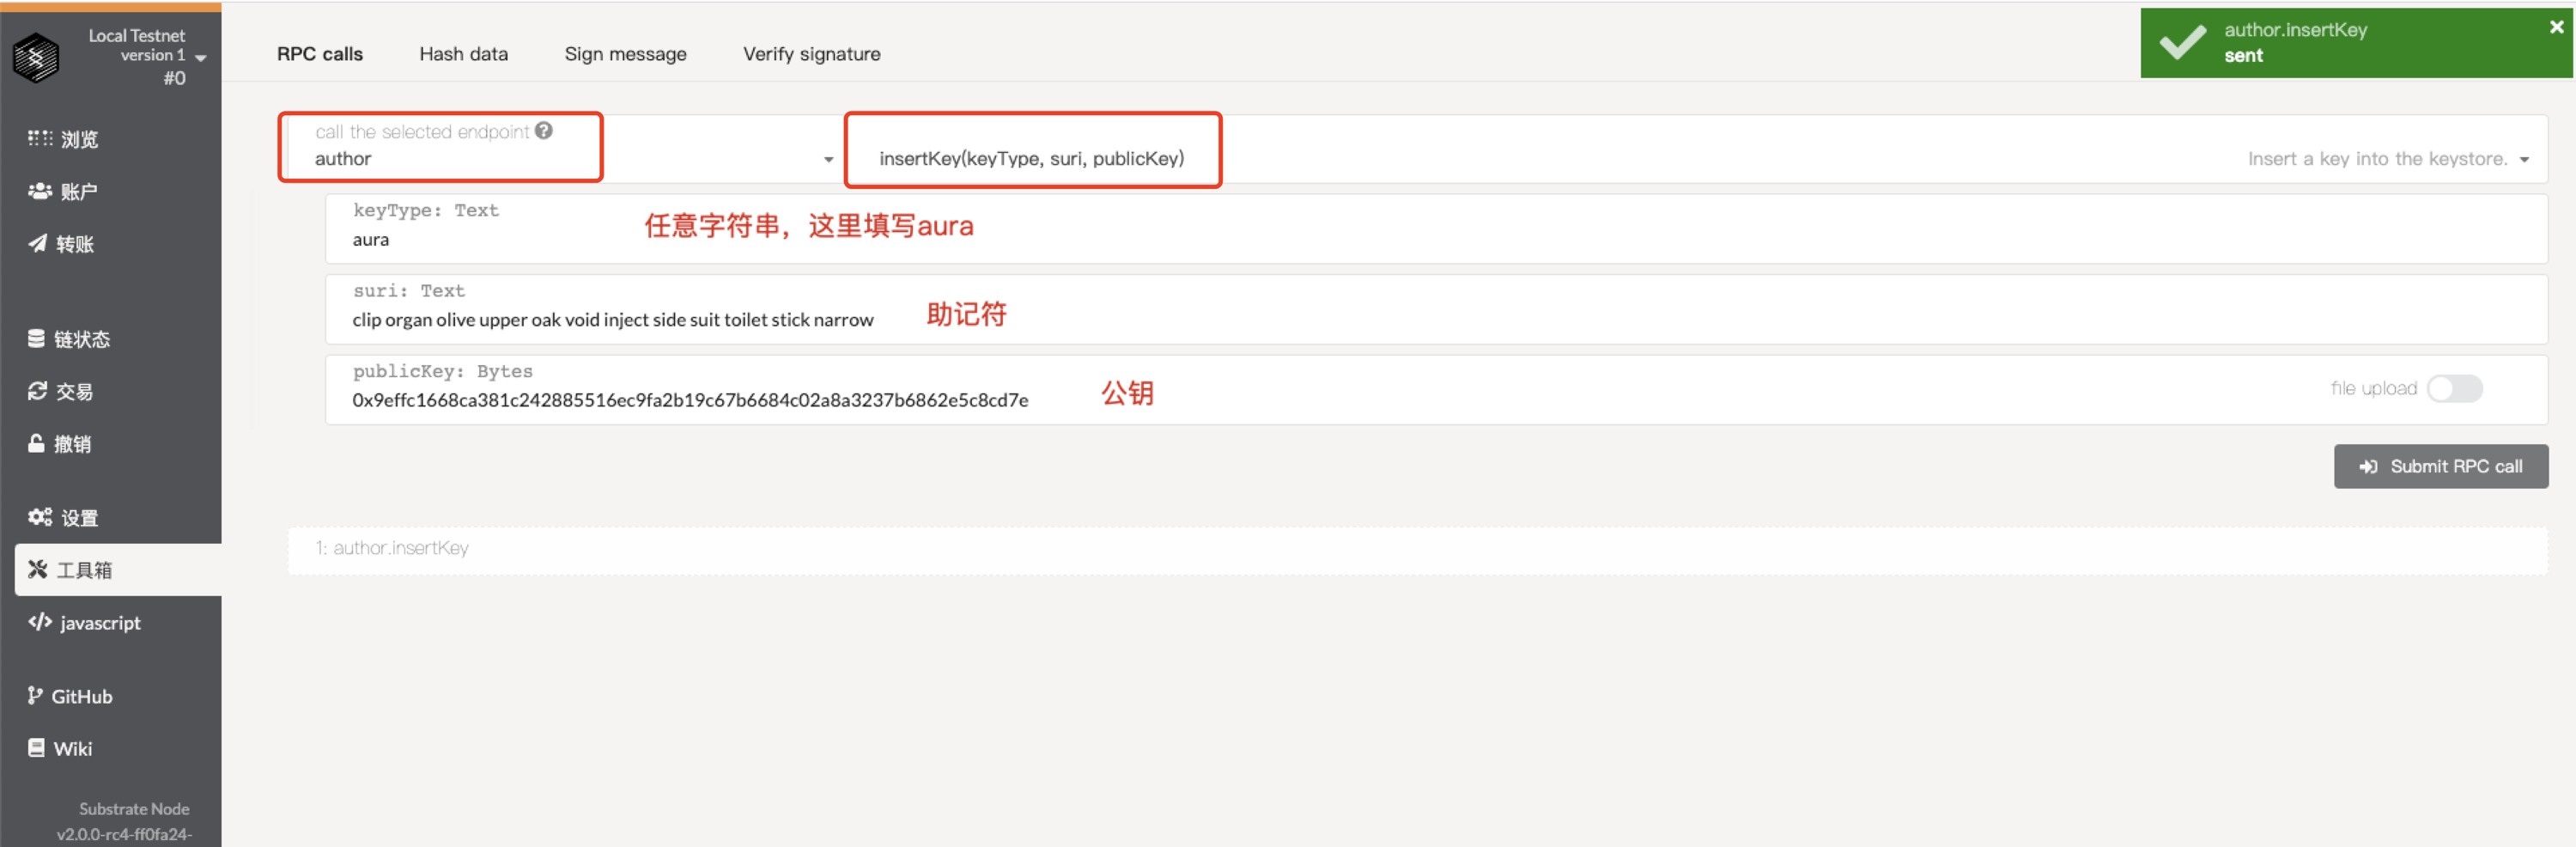 Local Testnet
version 1
#0
浏览
账户
转账
链状态
交易
撤销
设置
工具箱
javascript
GitHub
Wiki
Substrate Node
v2.0.0-rc4-ff0fa24-
RPC calls
Hash data
Sign message
Verify signature
author.insertKey
sent
call the selected endpoint
author
insertKey(keyType, suri, publicKey)
Insert a key into the keystore.
keyType: Text
aura
任意字符串，这里填写aura
suri: Text
clip organ olive upper oak void inject side suit toilet stick narrow
助记符
publicKey: Bytes
0x9effc1668ca381c242885516ec9fa2b19c67b6684c02a8a3237b6862e5c8cd7e
公钥
file upload
Submit RPC call
1: author.insertKey